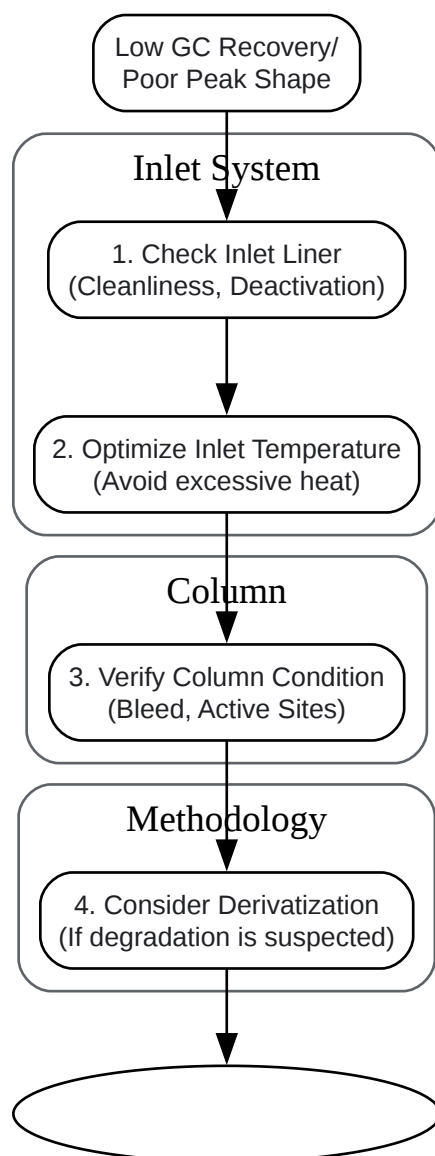 Low GC Recovery/
Poor Peak Shape
Inlet System
1. Check Inlet Liner
(Cleanliness, Deactivation)
2. Optimize Inlet Temperature
(Avoid excessive heat)
Column
3. Verify Column Condition
(Bleed, Active Sites)
Methodology
4. Consider Derivatization
(If degradation is suspected)